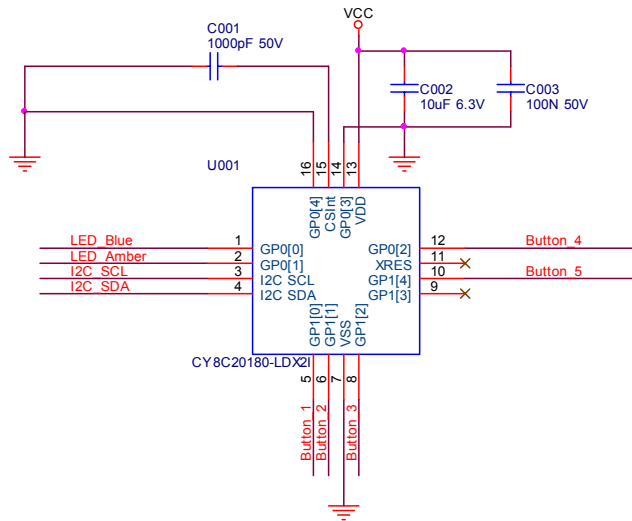 VCC
C001
1000pF 50V
C002
10uF 6.3V
C003
100N 50V
U001
16
15
14
13
GP0[4]
CSInt
GP0[3]
VDD
LED_Blue
1
GP0[0]
LED_Amber
2
GP0[1]
I2C_SCL
3
I2C SCL
I2C_SDA
4
I2C SDA
GP0[2]
12
Button_4
XRES
11
GP1[4]
10
Button_5
GP1[3]
9
GP1[0]
GP1[1]
VSS
GP1[2]
CY8C20180-LDX2I
5
6
7
8
Button_1
Button_2
Button_3